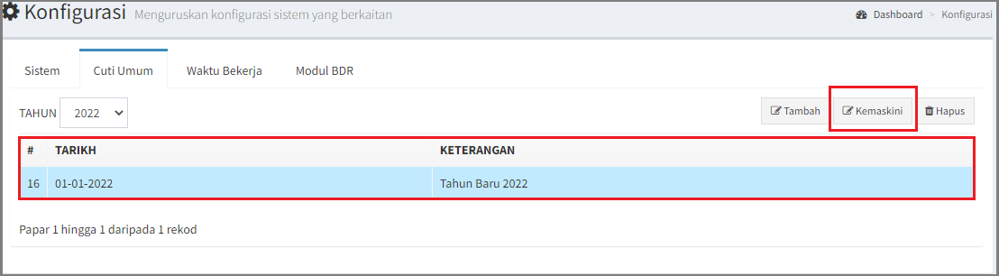 Konfigurasi Menguruskan konfigurasi sistem yang berkaitan Dashboard > Konfigurasi
Sistem Cuti Umum Waktu Bekerja Modul BDR
TAHUN 2022 Tambah Kemaskini Hapus
# TARIKH KETERANGAN
16 01-01-2022 Tahun Baru 2022
Papar 1 hingga 1 daripada 1 rekod